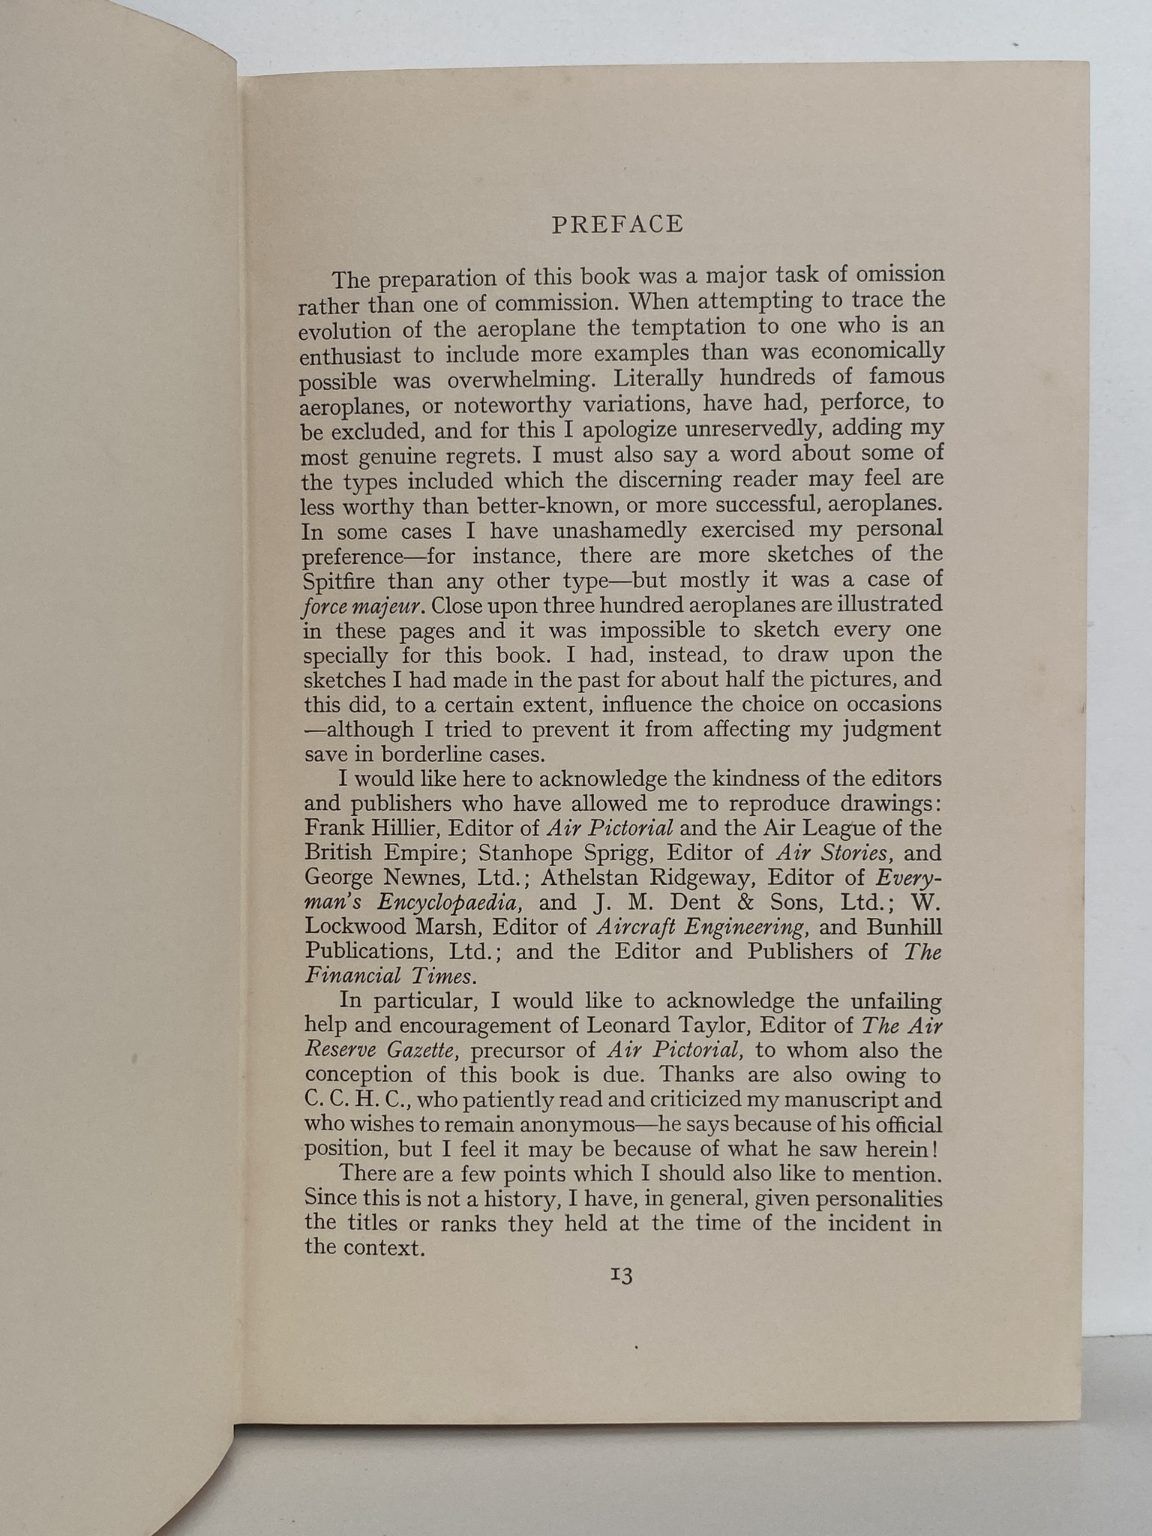 PREFACE
The preparation of this book was a major task of omission
rather than one of commission. When attempting to trace the
evolution of the aeroplane the temptation to one who is an
enthusiast to include more examples than was economically
possible was overwhelming. Literally hundreds of famous
aeroplanes, or noteworthy variations, have had, perforce, to
be excluded, and for this I apologize unreservedly, adding my
most genuine regrets. I must also say a word about some of
the types included which the discerning reader may feel are
less worthy than better-known, or more successful, aeroplanes.
In some cases I have unashamedly exercised my personal
preference—for instance, there are more sketches of the
Spitfire than any other type—but mostly it was a case of
force majeur. Close upon three hundred aeroplanes are illustrated
in these pages and it was impossible to sketch every one
specially for this book. I had, instead, to draw upon the
sketches I had made in the past for about half the pictures, and
this did, to a certain extent, influence the choice on occasions
—although I tried to prevent it from affecting my judgment
save in borderline cases.
I would like here to acknowledge the kindness of the editors
and publishers who have allowed me to reproduce drawings:
Frank Hillier, Editor of Air Pictorial and the Air League of the
British Empire; Stanhope Sprigg, Editor of Air Stories, and
George Newnes, Ltd.; Athelstan Ridgeway, Editor of Every-
man's Encyclopaedia, and J. M. Dent & Sons, Ltd.; W.
Lockwood Marsh, Editor of Aircraft Engineering, and Bunhill
Publications, Ltd.; and the Editor and Publishers of The
Financial Times.
In particular, I would like to acknowledge the unfailing
help and encouragement of Leonard Taylor, Editor of The Air
Reserve Gazette, precursor of Air Pictorial, to whom also the
conception of this book is due. Thanks are also owing to
C. C. H. C., who patiently read and criticized my manuscript and
who wishes to remain anonymous—he says because of his official
position, but I feel it may be because of what he saw herein!
There are a few points which I should also like to mention.
Since this is not a history, I have, in general, given personalities
the titles or ranks they held at the time of the incident in
the context.
13